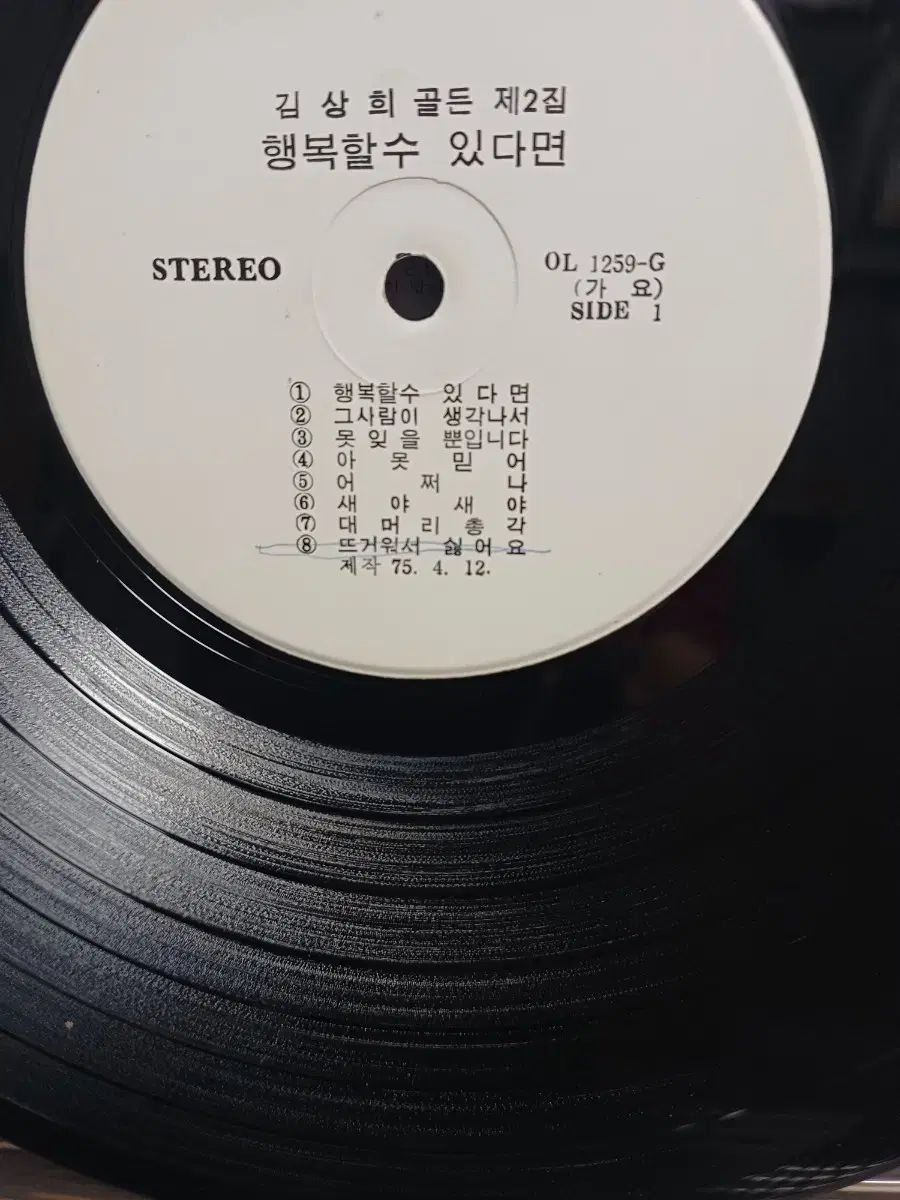 김 상 희 골든 제2집
행복할수 있다면
STEREO
OL 1259-G
(가 요)
SIDE 1
① 행복할수 있 다 면
② 그사람이 생각나서
③ 못 잊 을 뿐입니다
④ 아 못 믿 어
⑤ 어 쩌 나
⑥ 새 야 새 야
⑦ 대 머 리 총 각
⑧ 뜨거워서 싫 어 요
제작 75. 4. 12.